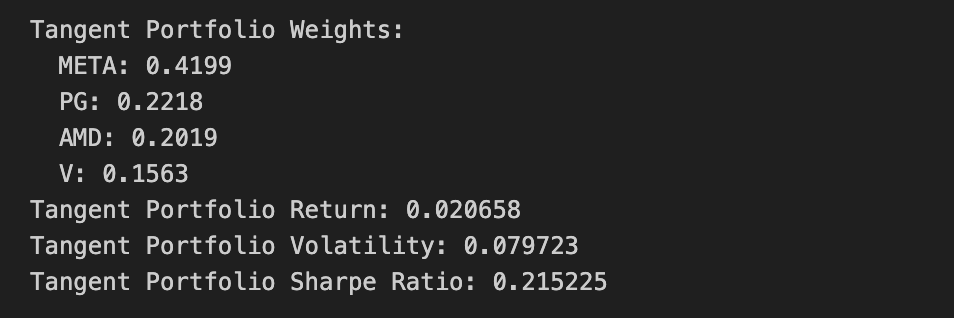 Tangent Portfolio Weights:
META: 0.4199
PG: 0.2218
AMD: 0.2019
V: 0.1563
Tangent Portfolio Return: 0.020658
Tangent Portfolio Volatility: 0.079723
Tangent Portfolio Sharpe Ratio: 0.215225